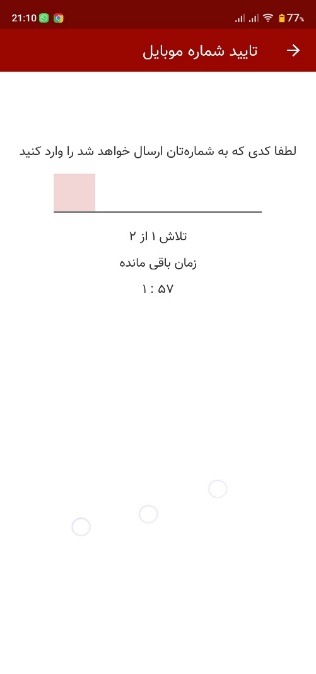 21:10
77%
تایید شماره موبایل
لطفا کدی که به شماره‌تان ارسال خواهد شد را وارد کنید
تلاش ۱ از ۲
زمان باقی مانده
۱ : ۵۷